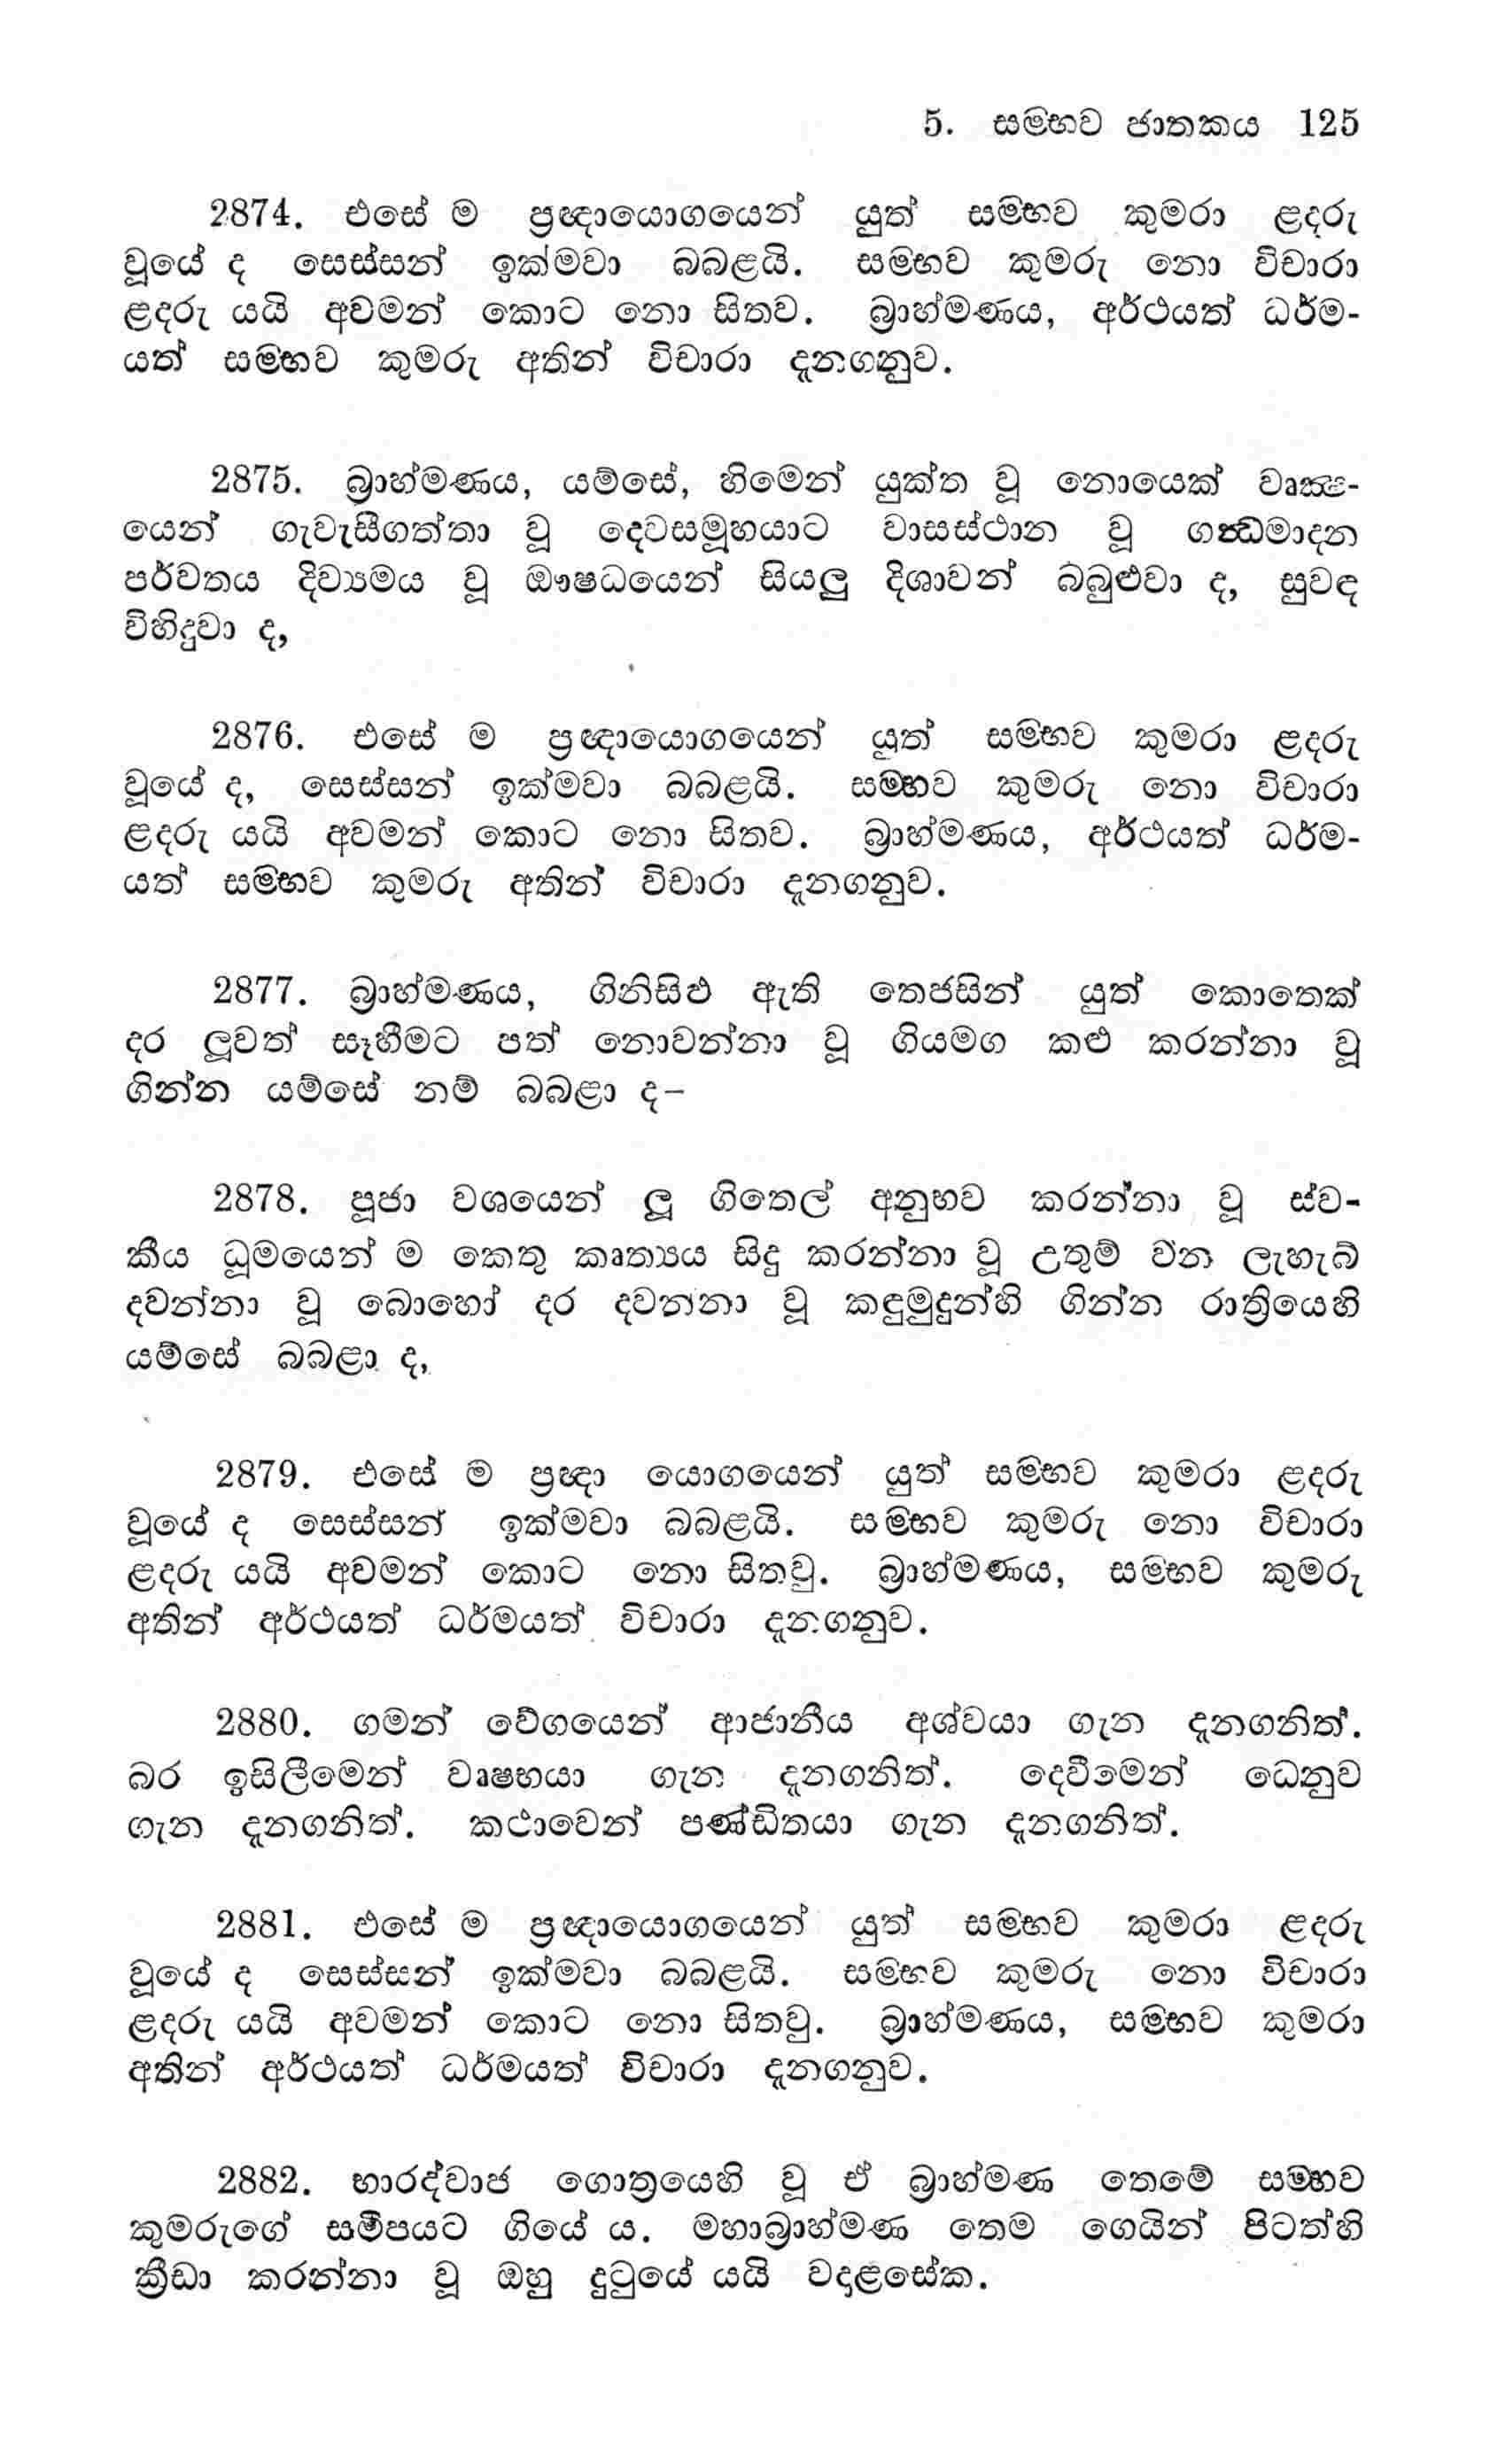 5. සම්භව ජාතකය 125
2874. එසේ ම ප්‍රඥායොගයෙන් යුත් සම්භව කුමරා ළදරු
වූයේ ද සෙස්සන් ඉක්මවා බබළයි. සම්භව කුමරු නො විචාරා
ළදරු යයි අවමන් කොට නො සිතව. බ්‍රාහ්මණය, අර්ථයත් ධර්ම-
යත් සම්භව කුමරු අතින් විචාරා දැනගනුව.
2875. බ්‍රාහ්මණය, යම්සේ, හිමෙන් යුක්ත වූ නොයෙක් වෘක්‍ෂ-
යෙන් ගැවැසීගත්තා වූ දෙවසමූහයාට වාසස්ථාන වූ ගන්‍ධමාදන
පර්වතය දිව්‍යමය වූ ඖෂධයෙන් සියලු දිශාවන් බබුළුවා ද, සුවඳ
විහිදුවා ද,
2876. එසේ ම ප්‍රඥායොගයෙන් යුත් සම්භව කුමරා ළදරු
වූයේ ද, සෙස්සන් ඉක්මවා බබළයි. සම්භව කුමරු නො විචාරා
ළදරු යයි අවමන් කොට නො සිතව. බ්‍රාහ්මණය, අර්ථයත් ධර්ම-
යත් සම්භව කුමරු අතින් විචාරා දැනගනුව.
2877. බ්‍රාහ්මණය, ගිනිසිළු ඇති තෙජසින් යුත් කොතෙක්
දර ලූවත් සෑහීමට පත් නොවන්නා වූ ගියමග කළු කරන්නා වූ
ගින්න යම්සේ නම් බබළා ද–
2878. පූජා වශයෙන් ලූ ගිතෙල් අනුභව කරන්නා වූ ස්ව-
කීය ධූමයෙන් ම කෙතු කෘත්‍යය සිදු කරන්නා වූ උතුම් වන ලැහැබ්
දවන්නා වූ බොහෝ දර දවන්නා වූ කඳුමුදුන්හි ගින්න රාත්‍රියෙහි
යම්සේ බබළා ද,
2879. එසේ ම ප්‍රඥා යොගයෙන් යුත් සම්භව කුමරා ළදරු
වූයේ ද සෙස්සන් ඉක්මවා බබළයි. සම්භව කුමරු නො විචාරා
ළදරු යයි අවමන් කොට නො සිතවු. බ්‍රාහ්මණය, සම්භව කුමරු
අතින් අර්ථයත් ධර්මයත් විචාරා දැනගනුව.
2880. ගමන් වේගයෙන් ආජානීය අශ්වයා ගැන දැනගනිත්.
බර ඉසිලීමෙන් වෘෂභයා ගැන දැනගනිත්. දෙවීමෙන් ධෙනුව
ගැන දැනගනිත්. කථාවෙන් පණ්ඩිතයා ගැන දැනගනිත්.
2881. එසේ ම ප්‍රඥායොගයෙන් යුත් සම්භව කුමරා ළදරු
වූයේ ද සෙස්සන් ඉක්මවා බබළයි. සම්භව කුමරු නො විචාරා
ළදරු යයි අවමන් කොට නො සිතවු. බ්‍රාහ්මණය, සම්භව කුමරා
අතින් අර්ථයත් ධර්මයත් විචාරා දැනගනුව.
2882. භාරද්වාජ ගොත්‍රයෙහි වූ ඒ බ්‍රාහ්මණ තෙමේ සම්භව
කුමරුගේ සමීපයට ගියේ ය. මහාබ්‍රාහ්මණ තෙම ගෙයින් පිටත්හි
ක්‍රීඩා කරන්නා වූ ඔහු දුටුයේ යයි වදාළසේක.